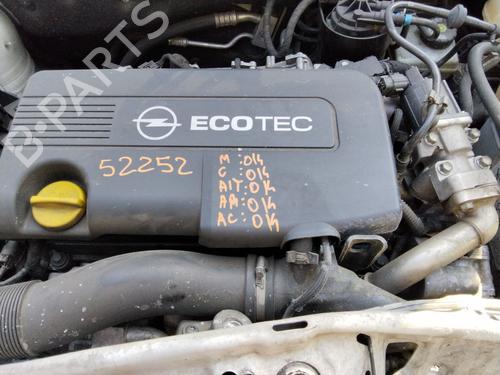 B-PARTS
ECOTEC
52252
M : OK
C : OK
AIT: OK
AM: OK
AC: OK